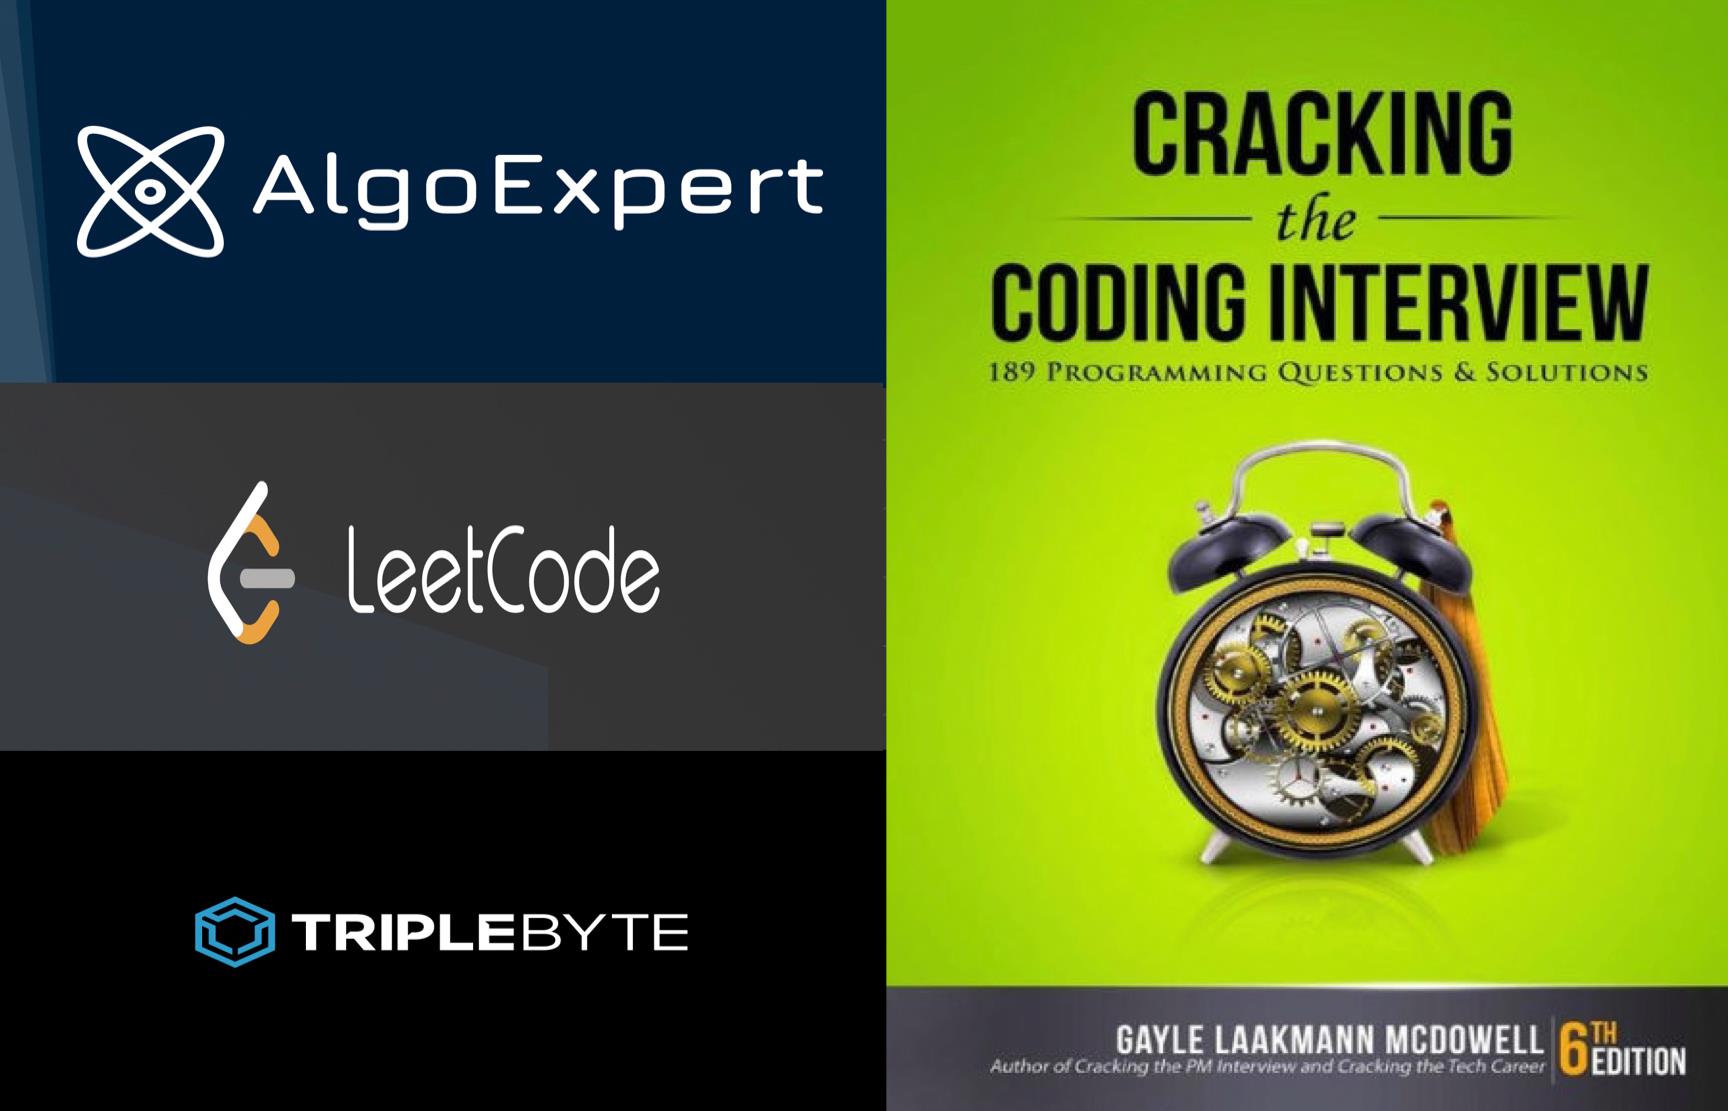 AlgoExpert
LeetCode
TRIPLEBYTE
CRACKING
the
CODING INTERVIEW
189 PROGRAMMING QUESTIONS & SOLUTIONS
GAYLE LAAKMANN MCDOWELL
Author of Cracking the PM Interview and Cracking the Tech Career
6TH
EDITION